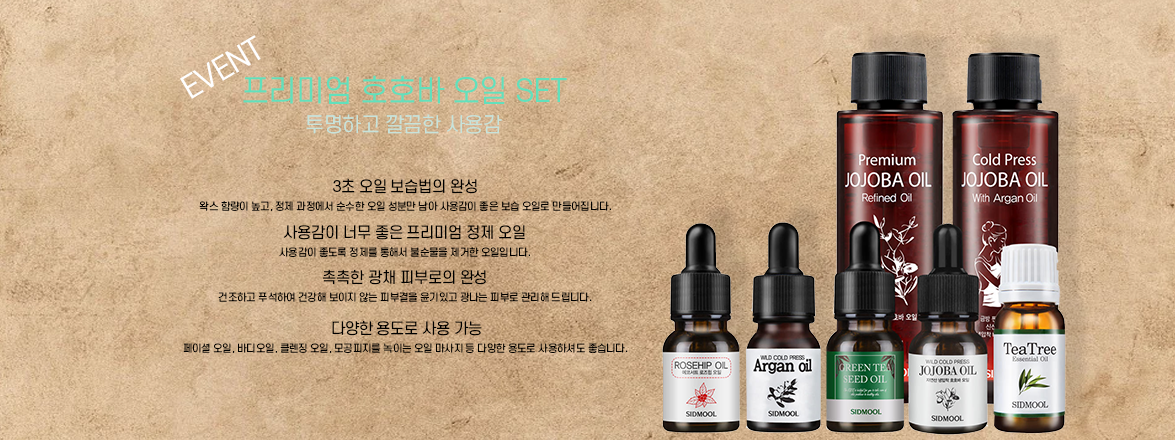 EVENT
프리미엄 호호바 오일 SET
투명하고 깔끔한 사용감
3초 오일 보습법의 완성
왁스 함량이 높고, 정제 과정에서 순수한 오일 성분만 남아 사용감이 좋은 보습 오일로 만들어집니다.
사용감이 너무 좋은 프리미엄 정제 오일
사용감이 좋도록 정제를 통해서 불순물을 제거한 오일입니다.
촉촉한 광채 피부로의 완성
건조하고 푸석하여 건강해 보이지 않는 피부결을 윤기있고 광나는 피부로 관리해 드립니다.
다양한 용도로 사용 가능
페이셜 오일, 바디오일, 클렌징 오일, 모공피지를 녹이는 오일 마사지 등 다양한 용도로 사용하셔도 좋습니다.
Premium
JOJOBA OIL
Refined Oil
Cold Press
JOJOBA OIL
With Argan Oil
ROSEHIP OIL
SIDMOOL
WILD COLD PRESS
Argan oil
SIDMOOL
GREEN TEA
SEED OIL
SIDMOOL
WILD COLD PRESS
JOJOBA OIL
SIDMOOL
TeaTree
Essential Oil
SIDMOOL